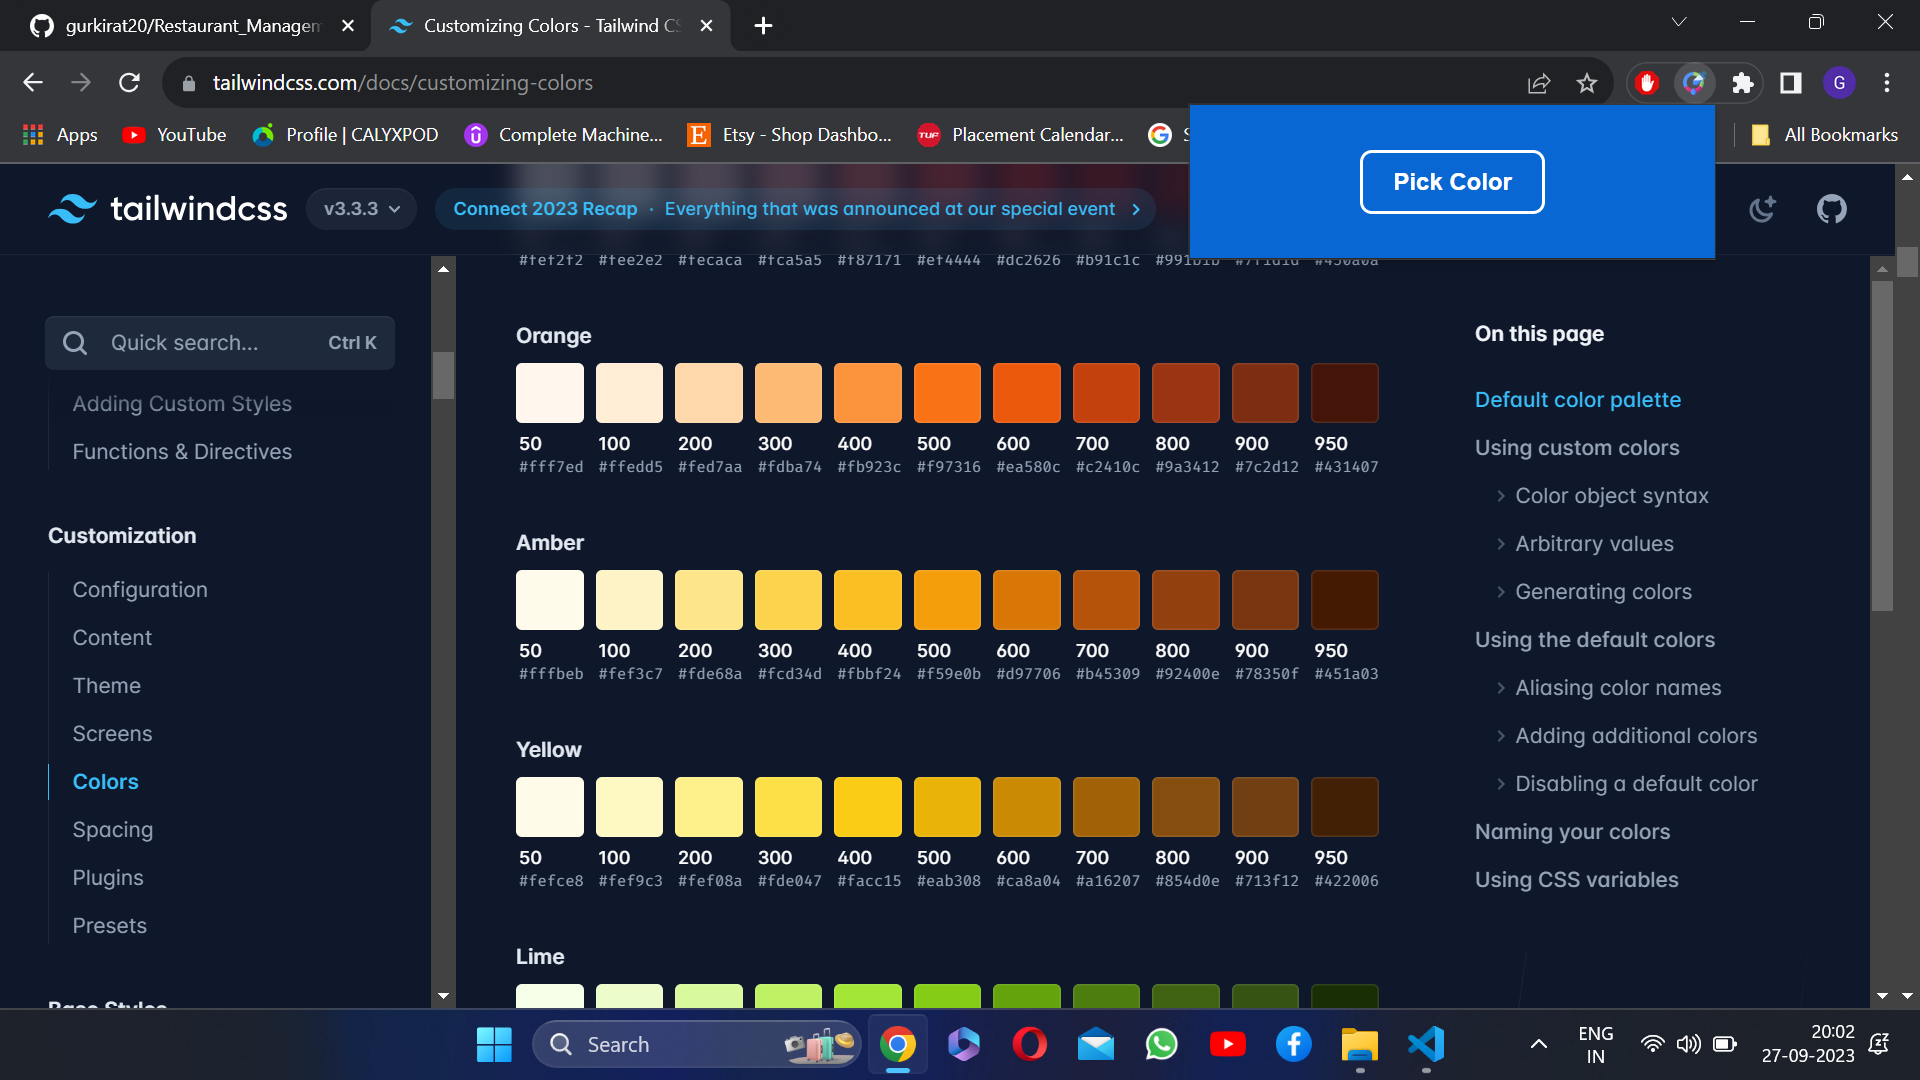 gurkirat20/Restaurant_Managem
Customizing Colors - Tailwind CS
tailwindcss.com/docs/customizing-colors
G
Apps
YouTube
Profile | CALYXPOD
Complete Machine...
Etsy - Shop Dashbo...
TUF
Placement Calendar...
All Bookmarks
Pick Color
tailwindcss
v3.3.3
Connect 2023 Recap · Everything that was announced at our special event
#fef2f2 #fee2e2 #fecaca #fca5a5 #f87171 #ef4444 #dc2626 #b91c1c #991b1b #7f1d1d #450a0a
Quick search...
Ctrl K
Adding Custom Styles
Functions & Directives
Customization
Configuration
Content
Theme
Screens
Colors
Spacing
Plugins
Presets
Base Styles
Orange
50 100 200 300 400 500 600 700 800 900 950
#fff7ed #ffedd5 #fed7aa #fdba74 #fb923c #f97316 #ea580c #c2410c #9a3412 #7c2d12 #431407
Amber
50 100 200 300 400 500 600 700 800 900 950
#fffbeb #fef3c7 #fde68a #fcd34d #fbbf24 #f59e0b #d97706 #b45309 #92400e #78350f #451a03
Yellow
50 100 200 300 400 500 600 700 800 900 950
#fefce8 #fef9c3 #fef08a #fde047 #facc15 #eab308 #ca8a04 #a16207 #854d0e #713f12 #422006
Lime
On this page
Default color palette
Using custom colors
Color object syntax
Arbitrary values
Generating colors
Using the default colors
Aliasing color names
Adding additional colors
Disabling a default color
Naming your colors
Using CSS variables
Search
ENG
IN
20:02
27-09-2023